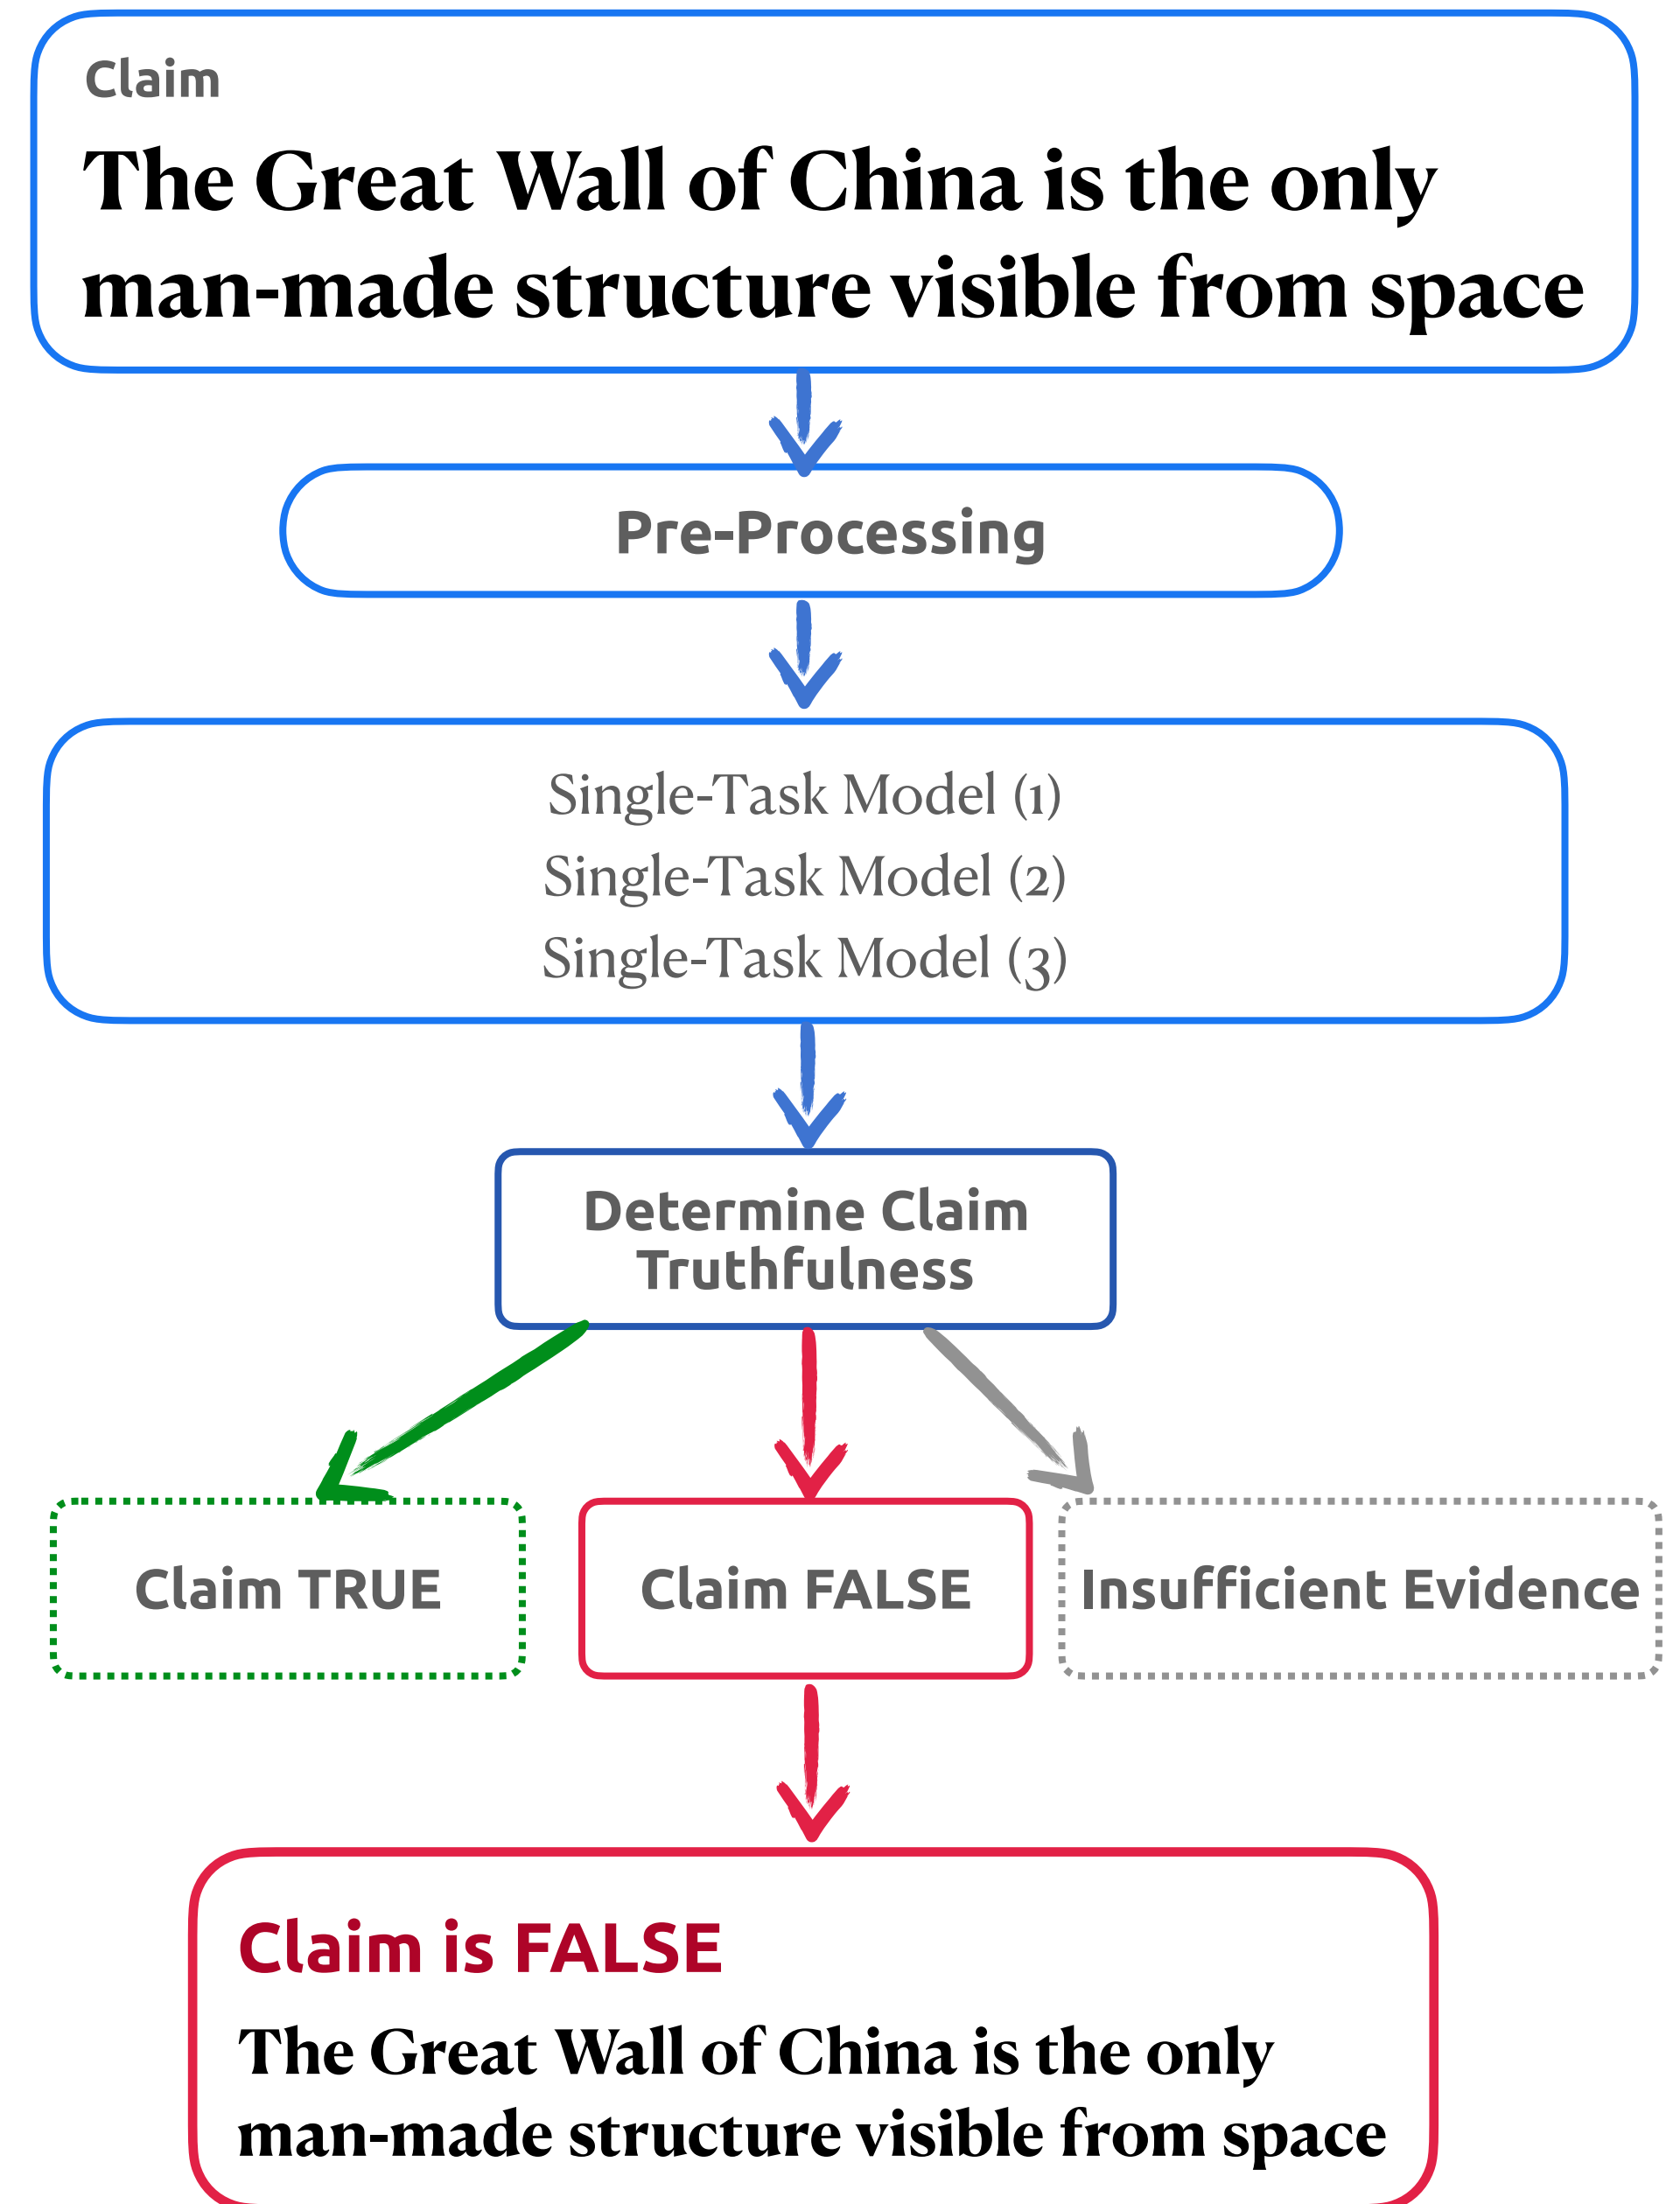 Claim
The Great Wall of China is the only
man-made structure visible from space
Pre-Processing
Single-Task Model (1)
Single-Task Model (2)
Single-Task Model (3)
Determine Claim
Truthfulness
Claim TRUE
Claim FALSE
Insufficient Evidence
Claim is FALSE
The Great Wall of China is the only
man-made structure visible from space